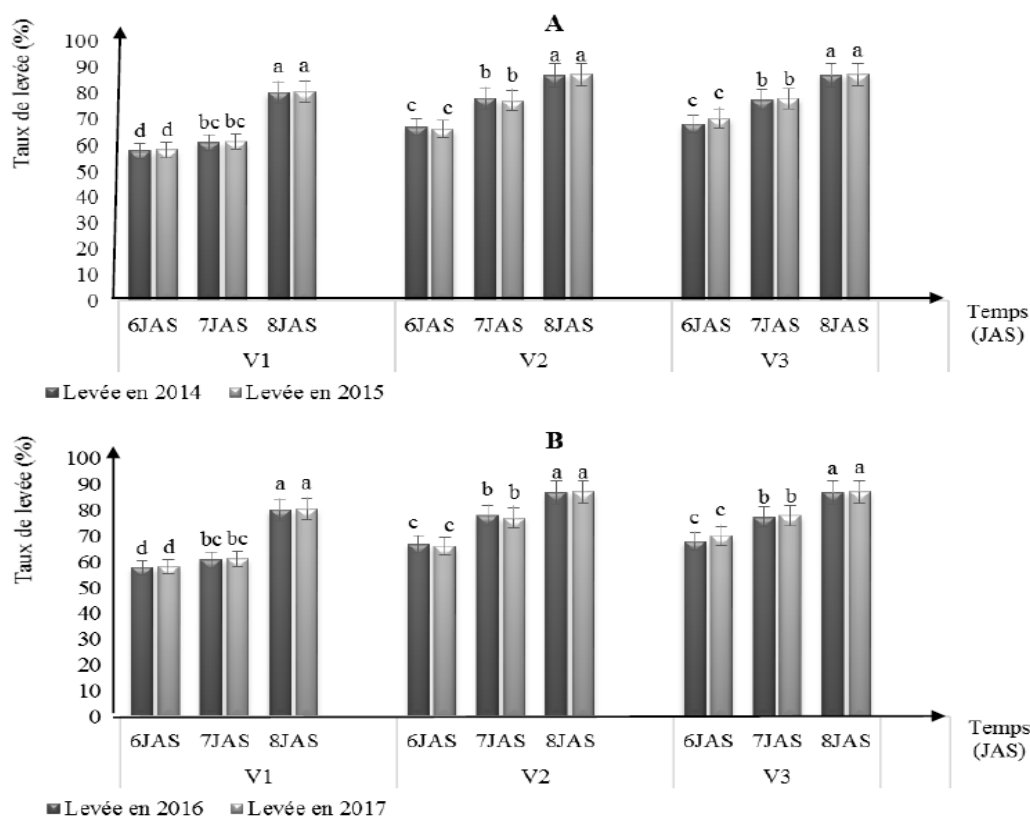 A
Taux de levée (%)
100
90
80
70
60
50
40
30
20
10
0
d d bc bc a a c c b b a a c c b b a a
6JAS 7JAS 8JAS 6JAS 7JAS 8JAS 6JAS 7JAS 8JAS
V1 V2 V3
Temps
(JAS)
Levée en 2014 Levée en 2015
B
Taux de levée (%)
100
90
80
70
60
50
40
30
20
10
0
d d bc bc a a c c b b a a c c b b a a
6JAS 7JAS 8JAS 6JAS 7JAS 8JAS 6JAS 7JAS 8JAS
V1 V2 V3
Temps
(JAS)
Levée en 2016 Levée en 2017